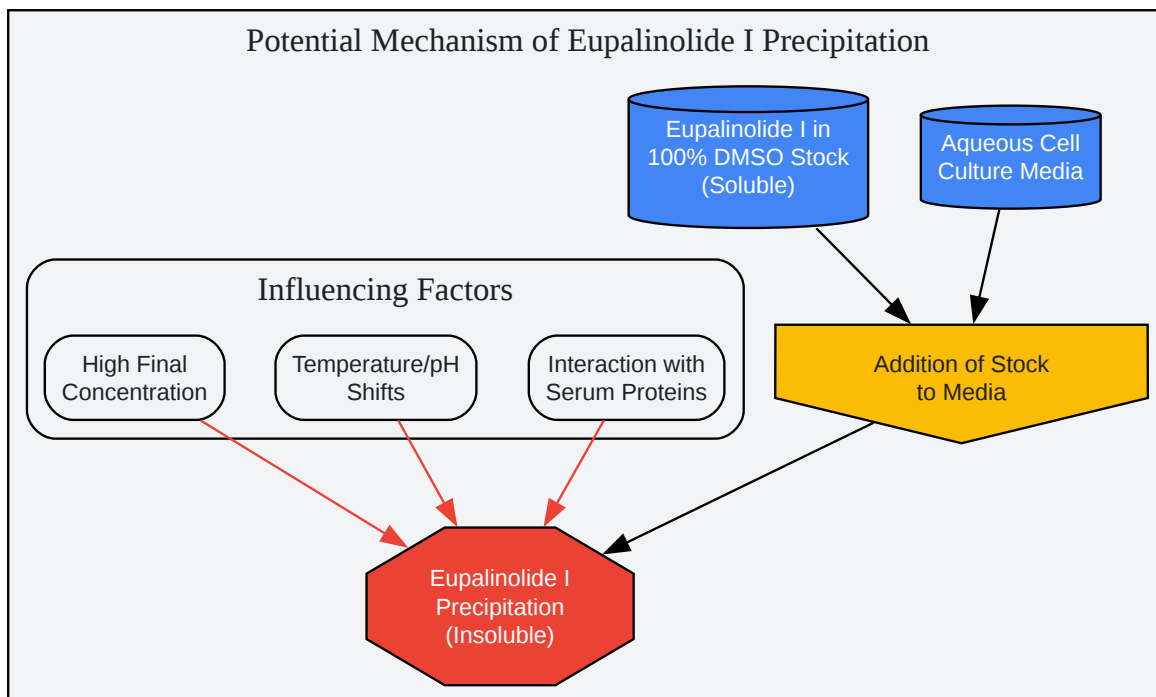 Potential Mechanism of Eupalinolide I Precipitation
Eupalinolide I in
100% DMSO Stock
(Soluble)
Aqueous Cell
Culture Media
Influencing Factors
High Final
Concentration
Temperature/pH
Shifts
Interaction with
Serum Proteins
Addition of Stock
to Media
Eupalinolide I
Precipitation
(Insoluble)